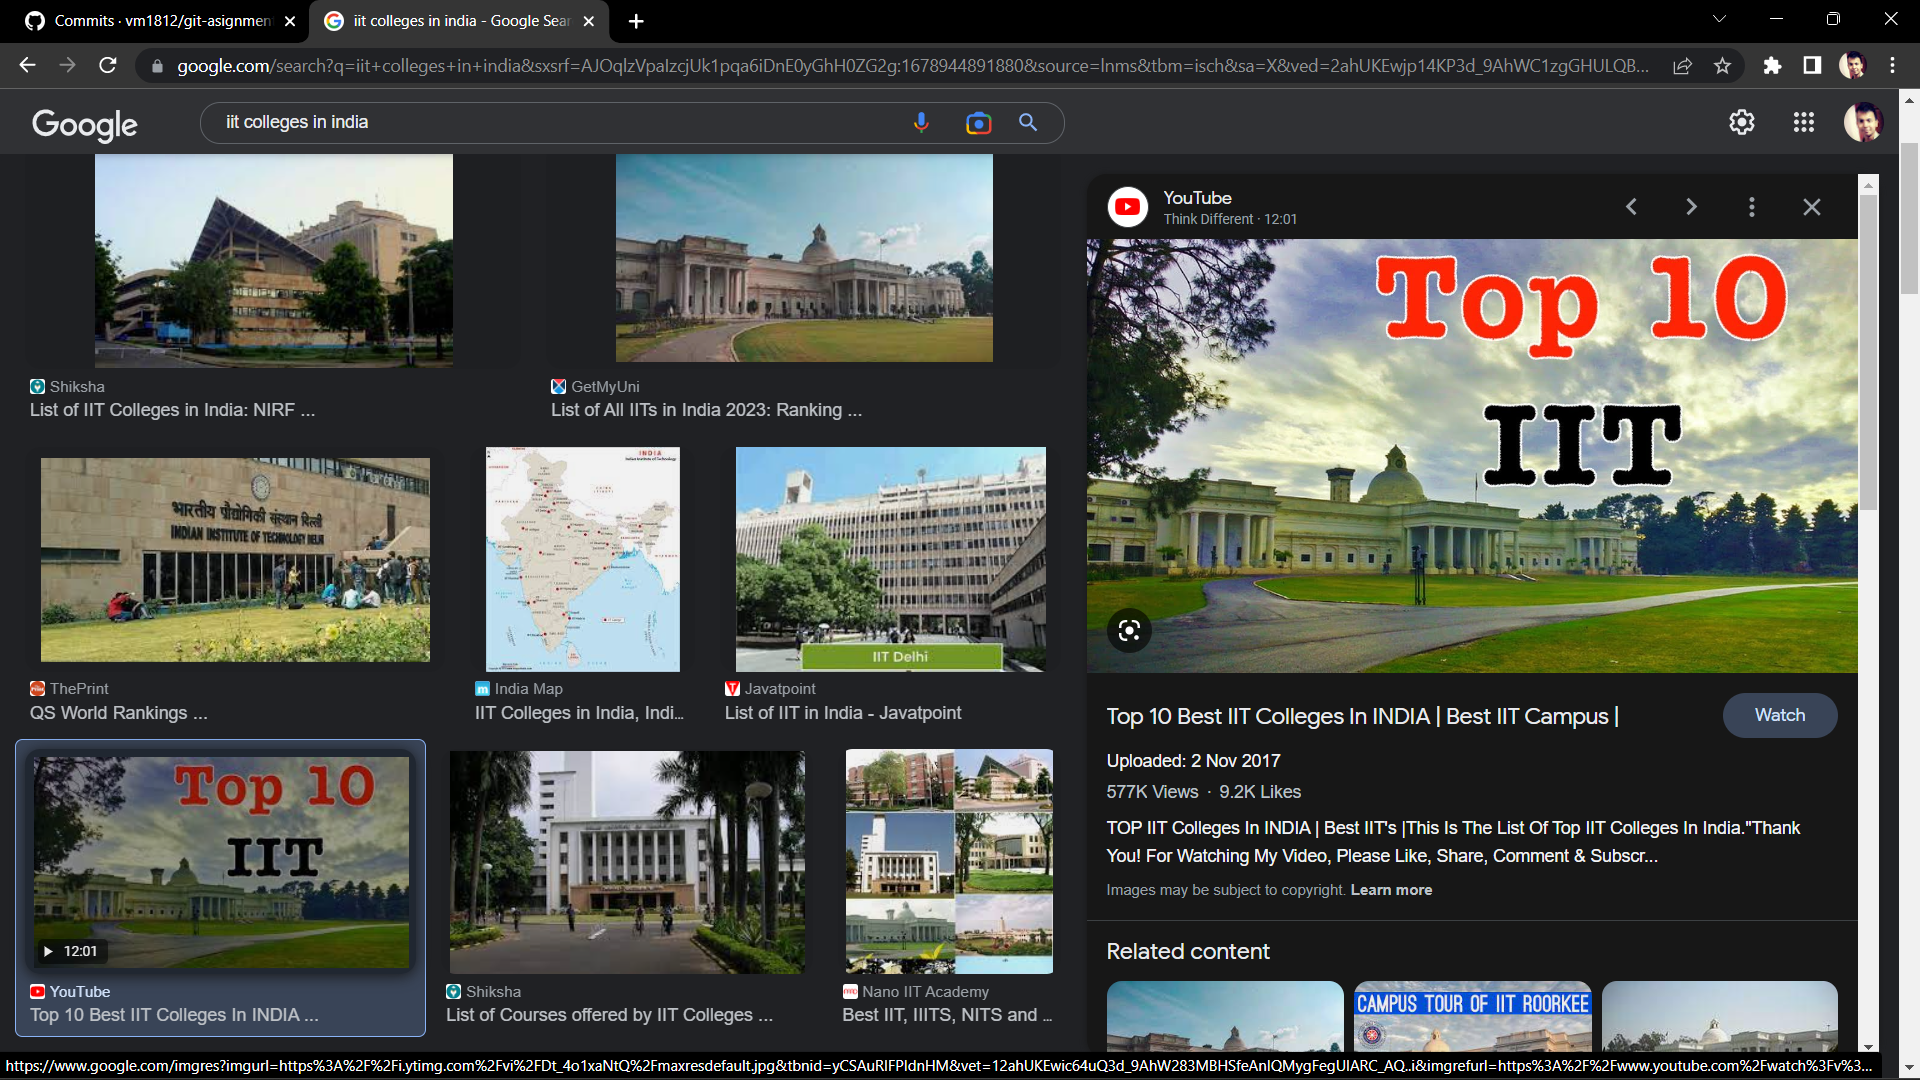 Commits · vm1812/git-asignment
iit colleges in india - Google Sear
google.com/search?q=iit+colleges+in+india&sxsrf=AJOqlzVpaIzcjUk1pqa6iDnE0yGhH0ZG2g:1678944891880&source=lnms&tbm=isch&sa=X&ved=2ahUKEwjp14KP3d_9AhWC1zgGHULQB...
Google
iit colleges in india
Shiksha
List of IIT Colleges in India: NIRF ...
GetMyUni
List of All IITs in India 2023: Ranking ...
भारतीय प्रौद्योगिकी संस्थान दिल्ली
INDIAN INSTITUTE OF TECHNOLOGY DELHI
INDIA
IIT Delhi
ThePrint
QS World Rankings ...
India Map
IIT Colleges in India, Indi...
Javatpoint
List of IIT in India - Javatpoint
Top 10
IIT
12:01
YouTube
Top 10 Best IIT Colleges In INDIA ...
Shiksha
List of Courses offered by IIT Colleges ...
Nano IIT Academy
Best IIT, IIITS, NITS and ...
YouTube
Think Different · 12:01
Top 10
IIT
Top 10 Best IIT Colleges In INDIA | Best IIT Campus |
Watch
Uploaded: 2 Nov 2017
577K Views · 9.2K Likes
TOP IIT Colleges In INDIA | Best IIT's |This Is The List Of Top IIT Colleges In India."Thank
You! For Watching My Video, Please Like, Share, Comment & Subscr...
Images may be subject to copyright. Learn more
Related content
CAMPUS TOUR OF IIT ROORKEE
https://www.google.com/imgres?imgurl=https%3A%2F%2Fi.ytimg.com%2Fvi%2FDt_4o1xaNtQ%2Fmaxresdefault.jpg&tbnid=yCSAuRlFPIdnHM&vet=12ahUKEwic64uQ3d_9AhW283MBHSfeAnIQMygFegUIARC_AQ..i&imgrefurl=https%3A%2F%2Fwww.youtube.com%2Fwatch%3Fv%3...